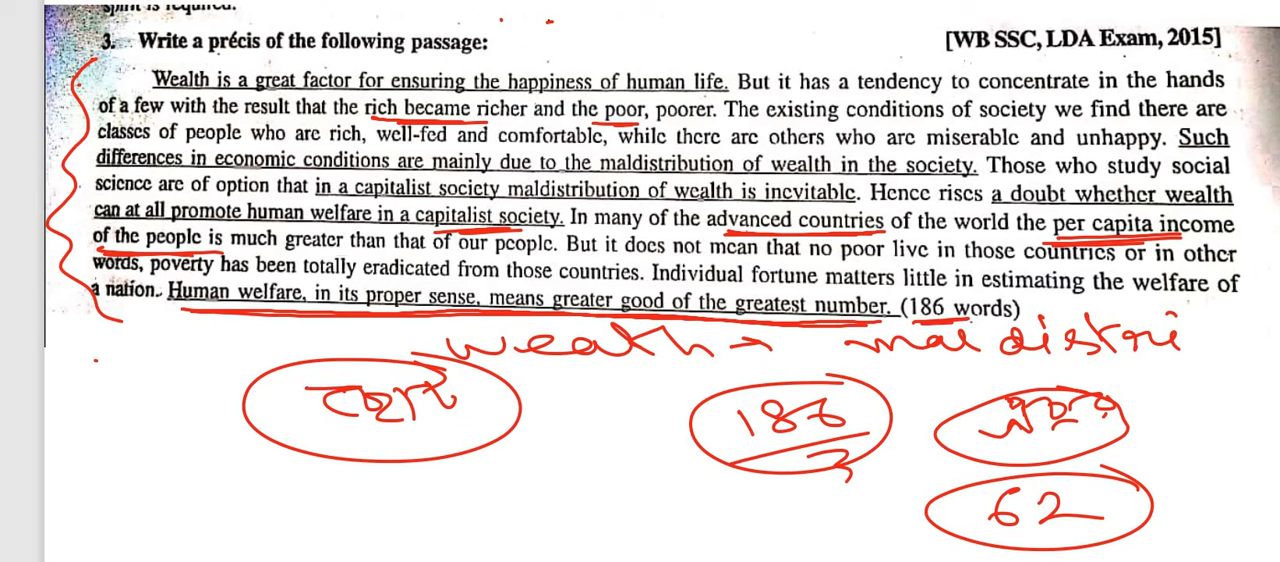 spirit is required.
3. Write a précis of the following passage: [WB SSC, LDA Exam, 2015]
Wealth is a great factor for ensuring the happiness of human life. But it has a tendency to concentrate in the hands
of a few with the result that the rich became richer and the poor, poorer. The existing conditions of society we find there are
classes of people who are rich, well-fed and comfortable, while there are others who are miserable and unhappy. Such
differences in economic conditions are mainly due to the maldistribution of wealth in the society. Those who study social
science are of option that in a capitalist society maldistribution of wealth is inevitable. Hence rises a doubt whether wealth
can at all promote human welfare in a capitalist society. In many of the advanced countries of the world the per capita income
of the people is much greater than that of our people. But it does not mean that no poor live in those countries or in other
words, poverty has been totally eradicated from those countries. Individual fortune matters little in estimating the welfare of
a nation. Human welfare, in its proper sense, means greater good of the greatest number. (186 words)
wealth → mal distri
186
3
62